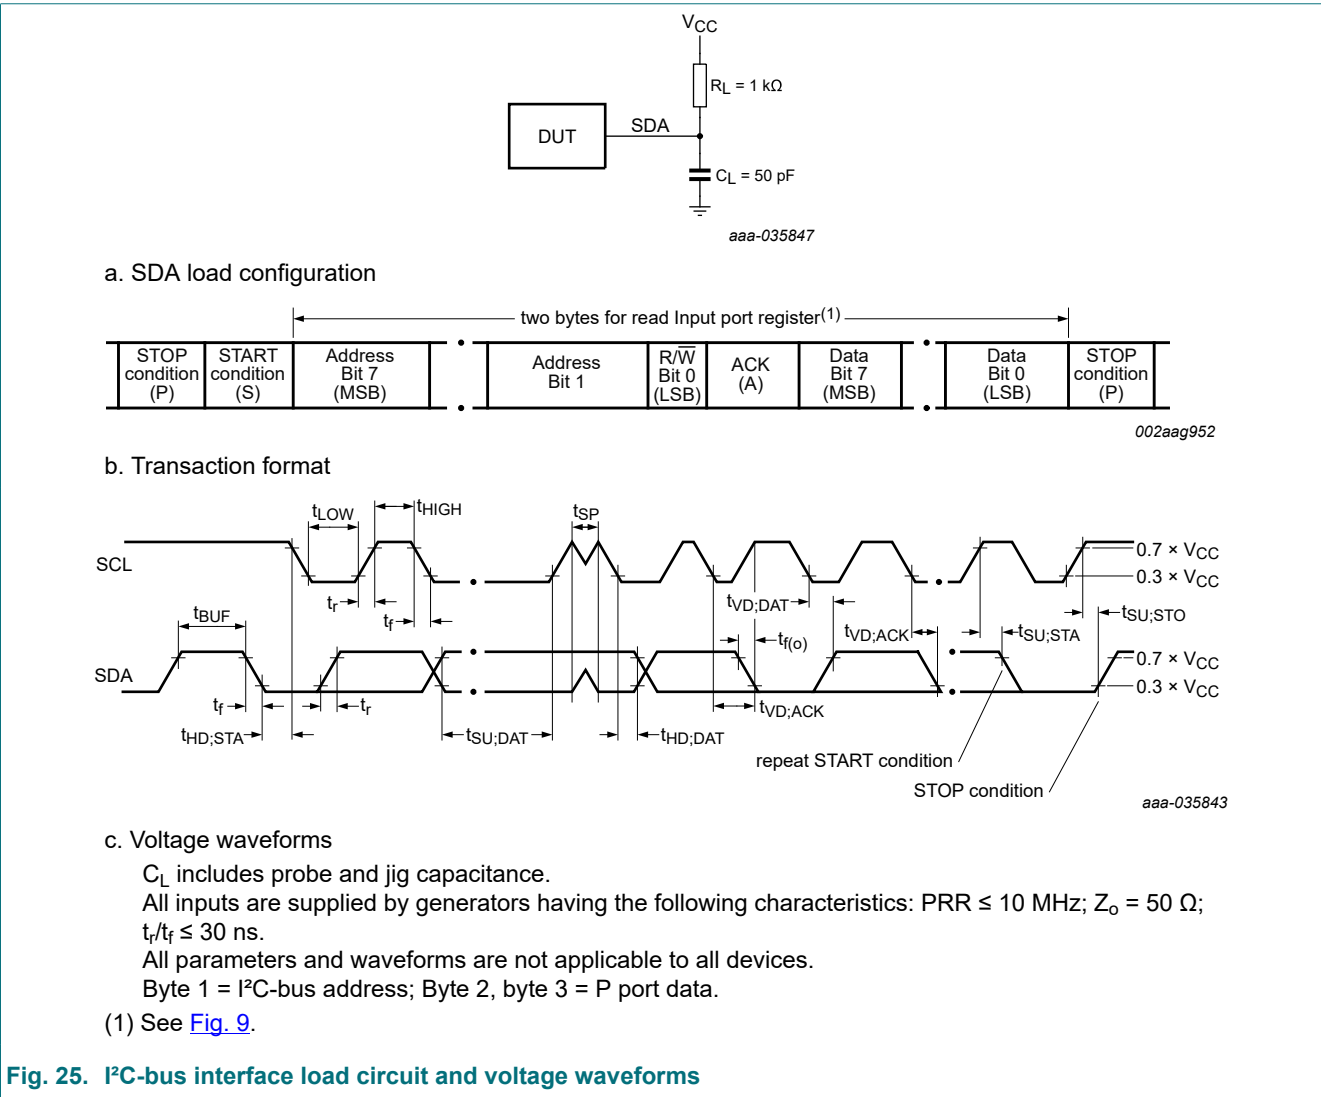 VCC
RL = 1 kΩ
DUT
SDA
CL = 50 pF
aaa-035847
a. SDA load configuration
two bytes for read Input port register(1)
STOP condition (P)
START condition (S)
Address Bit 7 (MSB)
Address Bit 1
R/W̅ Bit 0 (LSB)
ACK (A)
Data Bit 7 (MSB)
Data Bit 0 (LSB)
STOP condition (P)
002aag952
b. Transaction format
tLOW
tHIGH
tSP
SCL
0.7 × VCC
0.3 × VCC
tr
tf
tBUF
tVD;DAT
tf(o)
tVD;ACK
tSU;STA
tSU;STO
SDA
0.7 × VCC
0.3 × VCC
tf
tr
tVD;ACK
tHD;STA
tSU;DAT
tHD;DAT
repeat START condition
STOP condition
aaa-035843
c. Voltage waveforms
CL includes probe and jig capacitance.
All inputs are supplied by generators having the following characteristics: PRR ≤ 10 MHz; Zo = 50 Ω;
tr/tf ≤ 30 ns.
All parameters and waveforms are not applicable to all devices.
Byte 1 = I²C-bus address; Byte 2, byte 3 = P port data.
(1) See Fig. 9.
Fig. 25. I²C-bus interface load circuit and voltage waveforms